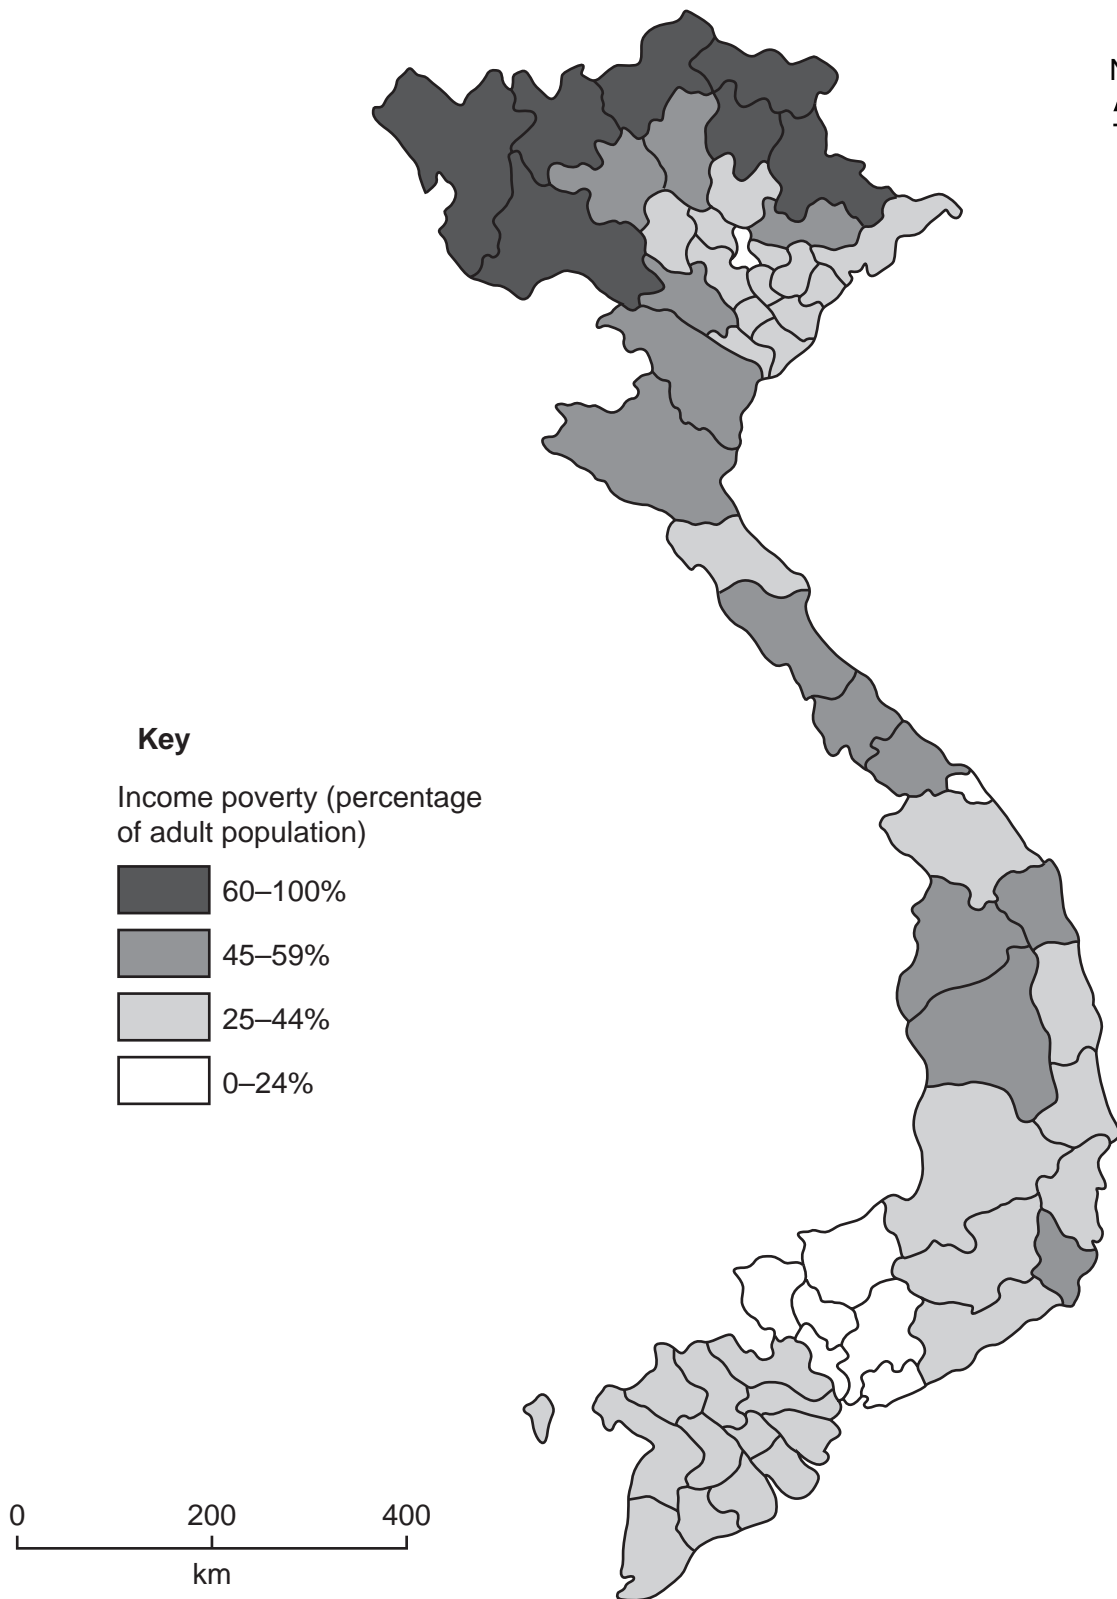 N
Key
Income poverty (percentage
of adult population)
60–100%
45–59%
25–44%
0–24%
0 200 400
km